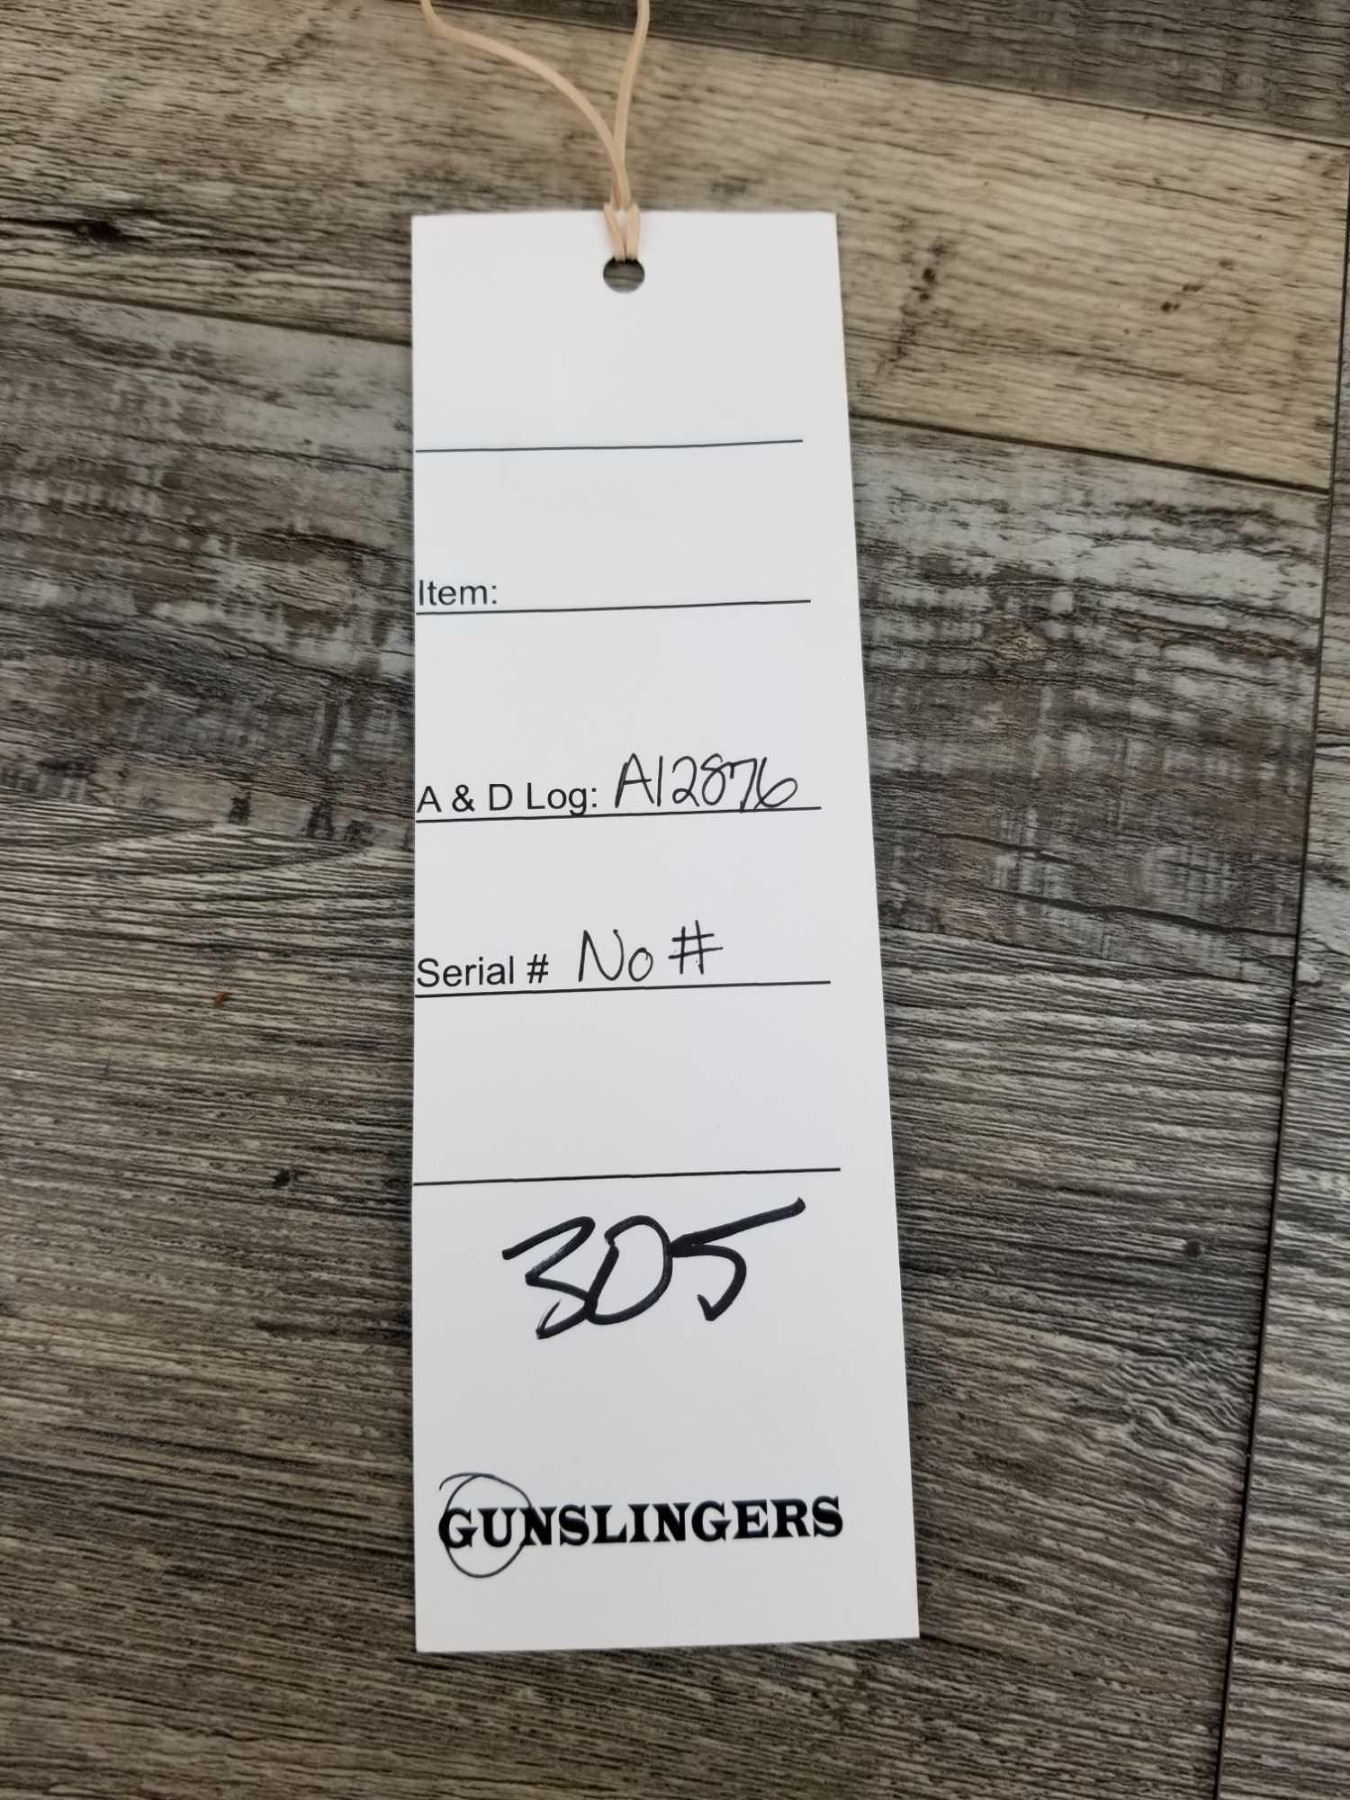 Item:
A & D Log: A12876
Serial # No #
305
GUNSLINGERS